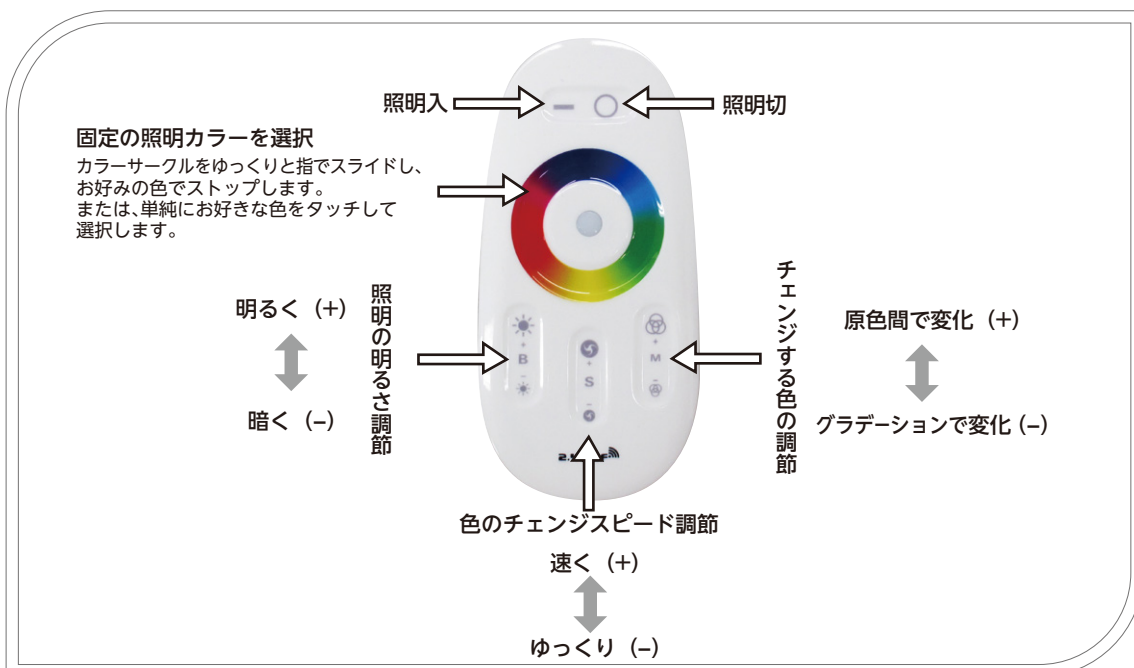 照明入
照明切
固定の照明カラーを選択
カラーサークルをゆっくりと指でスライドし、
お好みの色でストップします。
または、単純にお好きな色をタッチして
選択します。
明るく (+)
暗く (–)
照明の明るさ調節
+
B
–
+
S
–
+
M
–
チェンジする色の調節
原色間で変化 (+)
グラデーションで変化 (–)
色のチェンジスピード調節
速く (+)
ゆっくり (–)